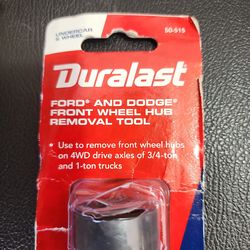 UNDERCAR
& WHEEL
50-515
Duralast®
FORD® AND DODGE®
FRONT WHEEL HUB
REMOVAL TOOL
• Use to remove front wheel hubs
on 4WD drive axles of 3/4-ton
and 1-ton trucks